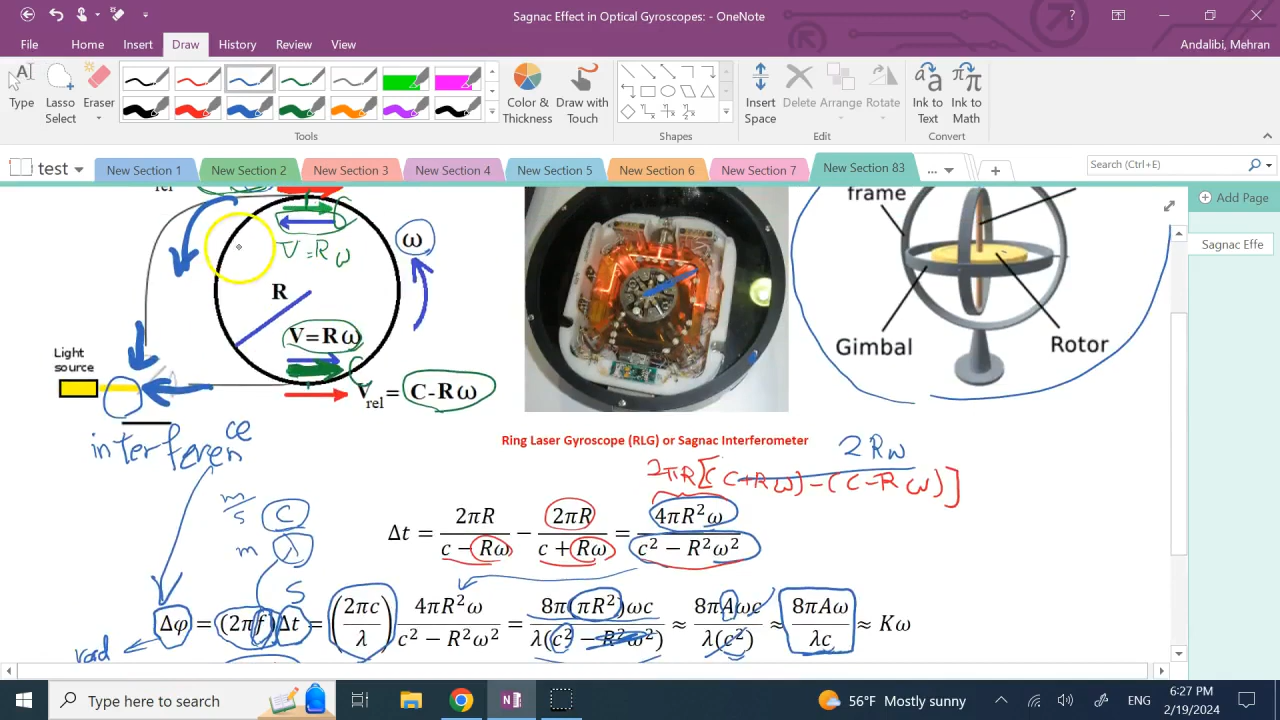 Sagnac Effect in Optical Gyroscopes: - OneNote
?
File Home Insert Draw History Review View
Andalibi, Mehran
Type
Lasso Select
Eraser
Color & Thickness
Draw with Touch
Insert Space
Delete
Arrange
Rotate
Ink to Text
Ink to Math
Tools Shapes Edit Convert
test
New Section 1
New Section 2
New Section 3
New Section 4
New Section 5
New Section 6
New Section 7
New Section 83
...
Search (Ctrl+E)
Add Page
Sagnac Effe
rel
C
V=Rω
ω
R
V=Rω
C
Light source
V rel = C-Rω
interference
frame
Gimbal
Rotor
Ring Laser Gyroscope (RLG) or Sagnac Interferometer
2Rω
2πR[(C+Rω)-(C-Rω)]
m/s C
m λ
S
Δt = 2πR/(c − Rω) − 2πR/(c + Rω) = 4πR²ω/(c² − R²ω²)
Δφ = (2πf)Δt = (2πc/λ) 4πR²ω/(c² − R²ω²) = 8π(πR²)ωc/λ(c² − R²ω²) ≈ 8πAωc/λ(c²) ≈ 8πAω/λc ≈ Kω
rad
Type here to search
56°F Mostly sunny
ENG
6:27 PM
2/19/2024